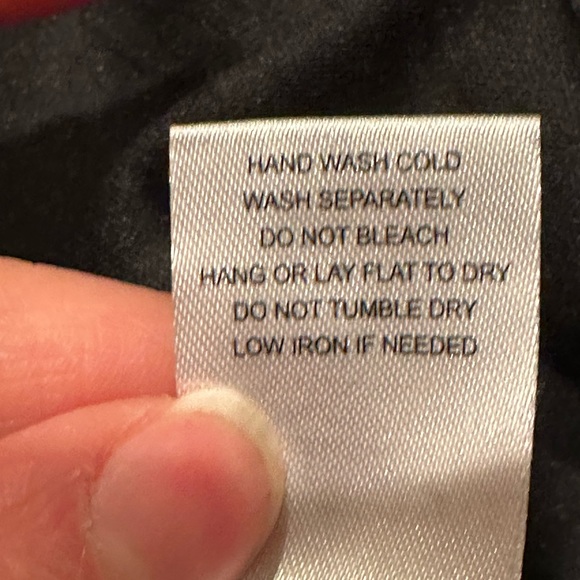 HAND WASH COLD
WASH SEPARATELY
DO NOT BLEACH
HANG OR LAY FLAT TO DRY
DO NOT TUMBLE DRY
LOW IRON IF NEEDED